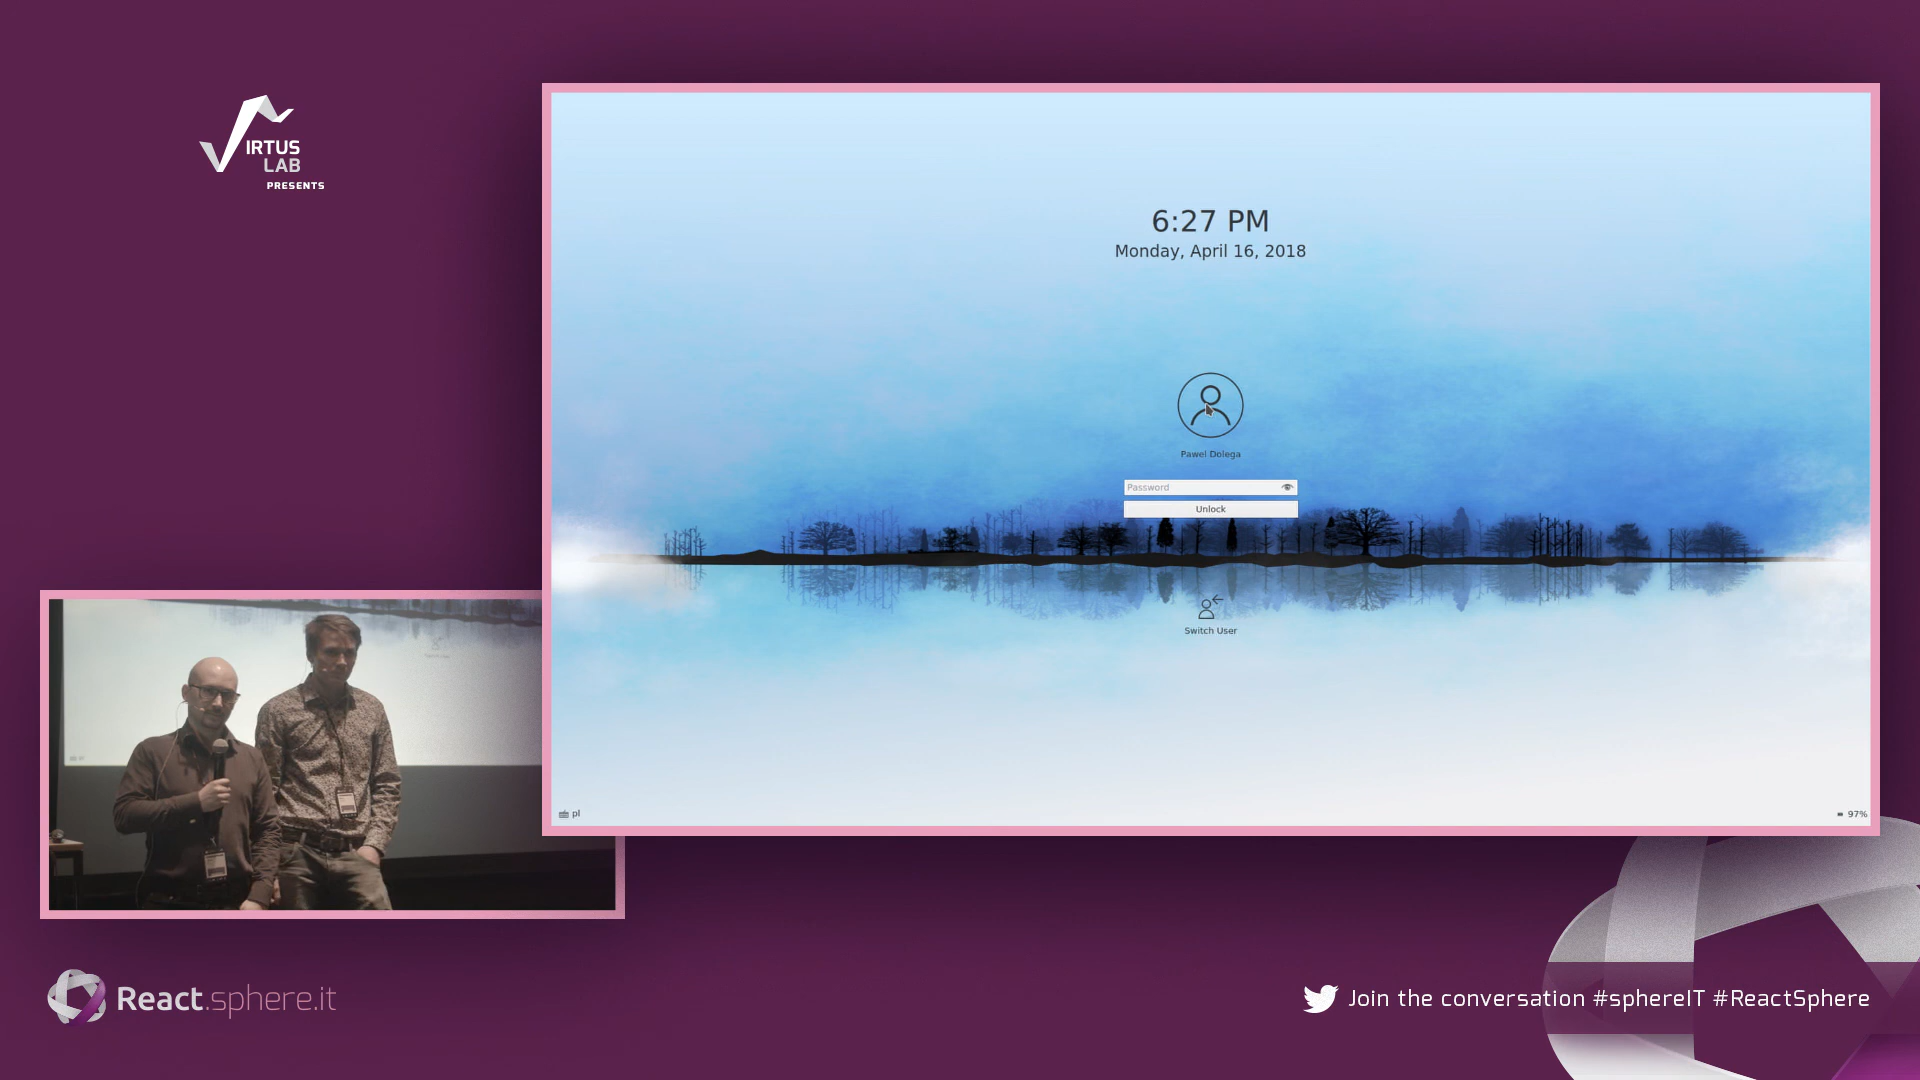 VIRTUS
LAB
PRESENTS
6:27 PM
Monday, April 16, 2018
Pawel Dolega
Password
Unlock
Switch User
pl
97%
React.sphere.it
Join the conversation #sphereIT #ReactSphere